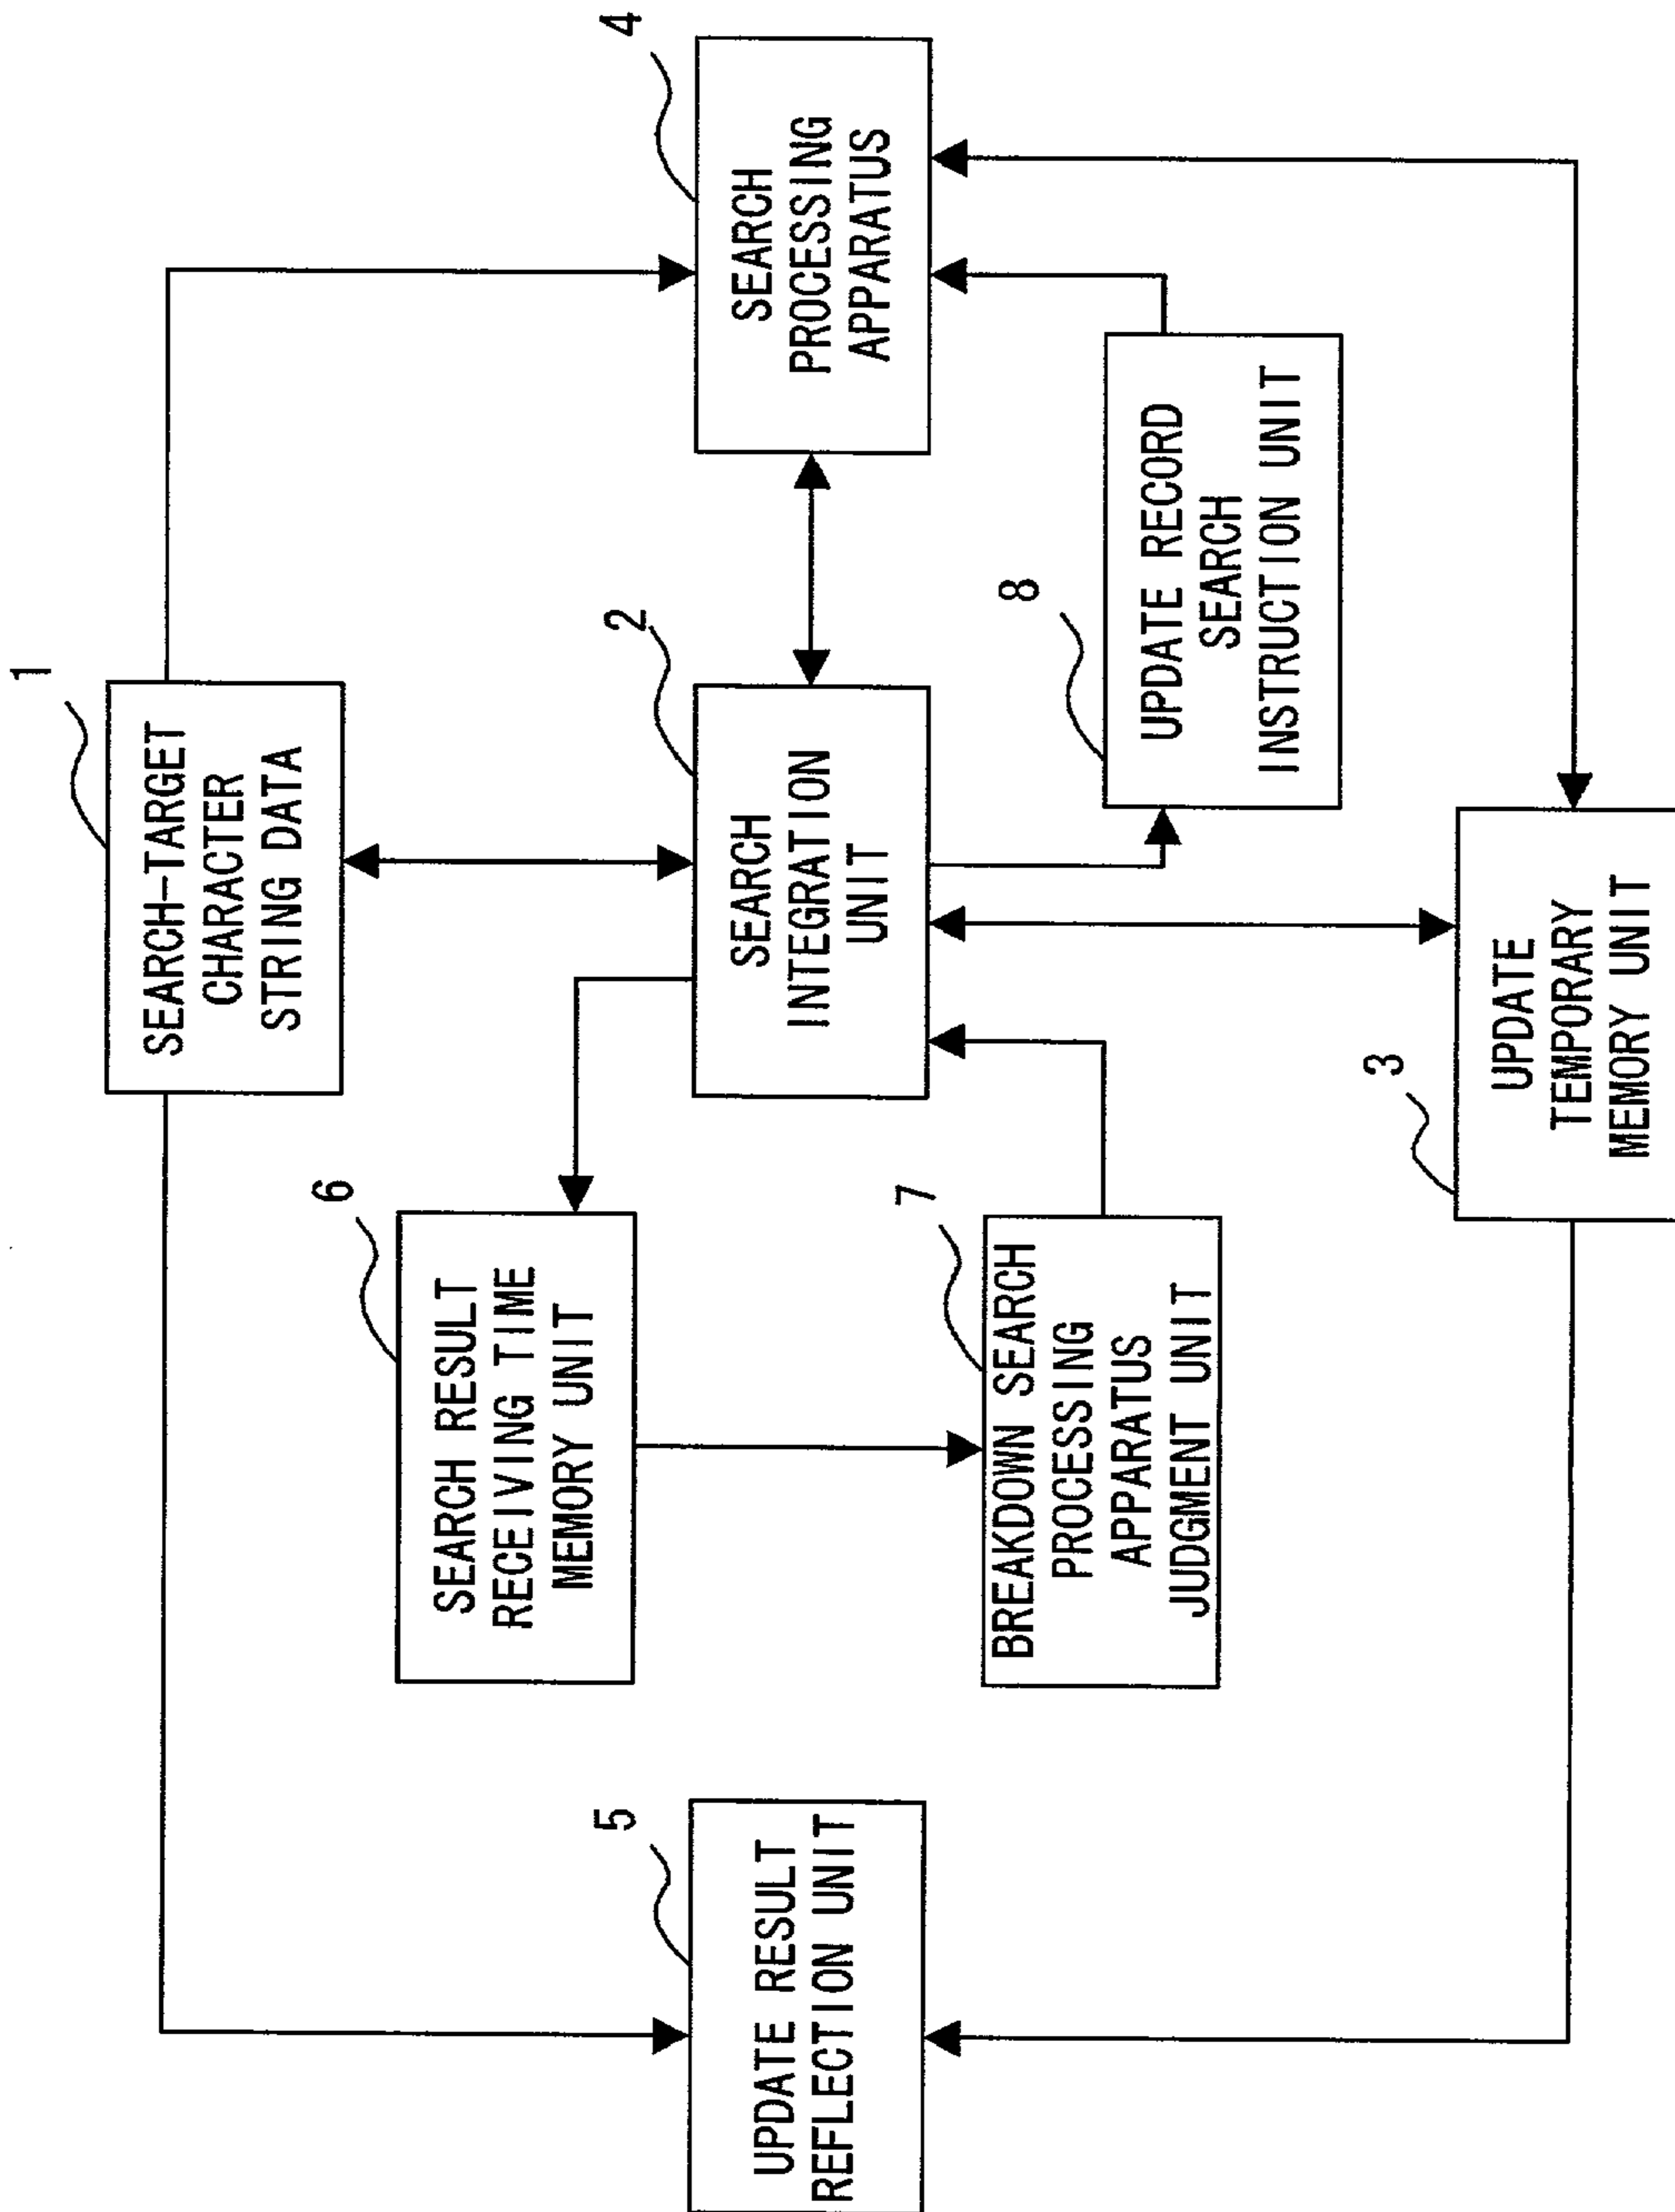 1
SEARCH-TARGET
CHARACTER
STRING DATA
6
SEARCH RESULT
RECEIVING TIME
MEMORY UNIT
5
UPDATE RESULT
REFLECTION UNIT
2
SEARCH
INTEGRATION
UNIT
4
SEARCH
PROCESSING
APPARATUS
7
BREAKDOWN SEARCH
PROCESSING
APPARATUS
JUDGMENT UNIT
8
UPDATE RECORD
SEARCH
INSTRUCTION UNIT
3
UPDATE
TEMPORARY
MEMORY UNIT